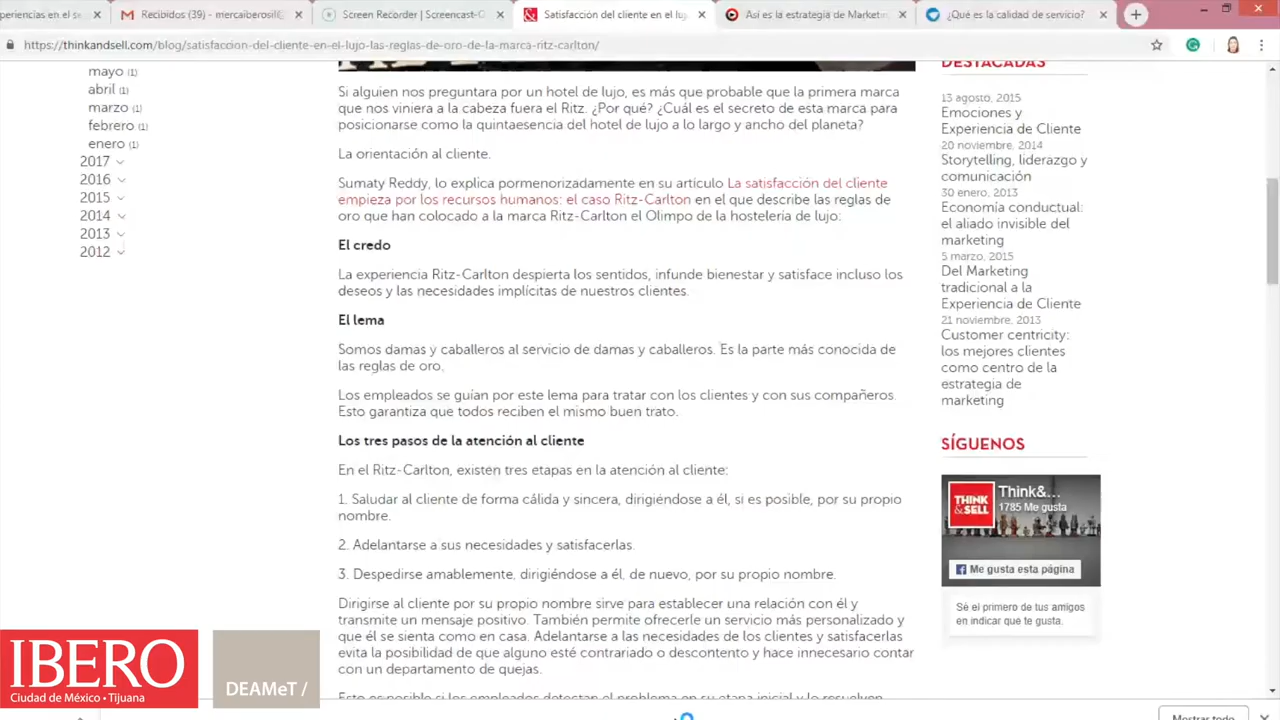 Recibidos (39) - mercaiberosil@
Screen Recorder | Screencast-O
Satisfacción del cliente en el luj
Así es la estrategia de Marketin
¿Qué es la calidad de servicio?
https://thinkandsell.com/blog/satisfaccion-del-cliente-en-el-lujo-las-reglas-de-oro-de-la-marca-ritz-carlton/
mayo (1)
abril (1)
marzo (1)
febrero (1)
enero (1)
2017
2016
2015
2014
2013
2012
Si alguien nos preguntara por un hotel de lujo, es más que probable que la primera marca
que nos viniera a la cabeza fuera el Ritz. ¿Por qué? ¿Cuál es el secreto de esta marca para
posicionarse como la quintaesencia del hotel de lujo a lo largo y ancho del planeta?
La orientación al cliente.
Sumaty Reddy, lo explica pormenorizadamente en su artículo La satisfacción del cliente
empieza por los recursos humanos: el caso Ritz-Carlton en el que describe las reglas de
oro que han colocado a la marca Ritz-Carlton el Olimpo de la hostelería de lujo:
El credo
La experiencia Ritz-Carlton despierta los sentidos, infunde bienestar y satisface incluso los
deseos y las necesidades implícitas de nuestros clientes.
El lema
Somos damas y caballeros al servicio de damas y caballeros. Es la parte más conocida de
las reglas de oro.
Los empleados se guían por este lema para tratar con los clientes y con sus compañeros.
Esto garantiza que todos reciben el mismo buen trato.
Los tres pasos de la atención al cliente
En el Ritz-Carlton, existen tres etapas en la atención al cliente:
1. Saludar al cliente de forma cálida y sincera, dirigiéndose a él, si es posible, por su propio
nombre.
2. Adelantarse a sus necesidades y satisfacerlas.
3. Despedirse amablemente, dirigiéndose a él, de nuevo, por su propio nombre.
Dirigirse al cliente por su propio nombre sirve para establecer una relación con él y
transmite un mensaje positivo. También permite ofrecerle un servicio más personalizado y
que él se sienta como en casa. Adelantarse a las necesidades de los clientes y satisfacerlas
evita la posibilidad de que alguno esté contrariado o descontento y hace innecesario contar
con un departamento de quejas.
Esto es posible si los empleados detectan el problema en su etapa inicial y lo resuelven
DESTACADAS
13 agosto, 2015
Emociones y
Experiencia de Cliente
20 noviembre, 2014
Storytelling, liderazgo y
comunicación
30 enero, 2013
Economía conductual:
el aliado invisible del
marketing
5 marzo, 2015
Del Marketing
tradicional a la
Experiencia de Cliente
21 noviembre, 2013
Customer centricity:
los mejores clientes
como centro de la
estrategia de
marketing
SÍGUENOS
THINK
&SELL
Think&...
1785 Me gusta
Me gusta esta página
Sé el primero de tus amigos
en indicar que te gusta.
IBERO
Ciudad de México • Tijuana
DEAMeT /
Mostrar todo